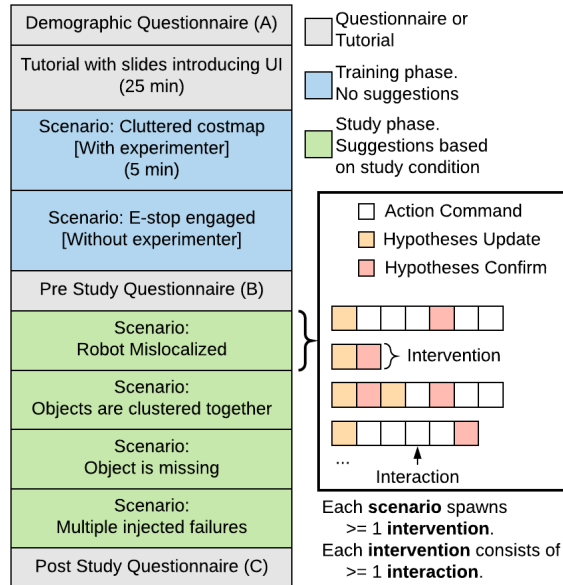 Demographic Questionnaire (A)
Tutorial with slides introducing UI
(25 min)
Scenario: Cluttered costmap
[With experimenter]
(5 min)
Scenario: E-stop engaged
[Without experimenter]
Pre Study Questionnaire (B)
Scenario:
Robot Mislocalized
Scenario:
Objects are clustered together
Scenario:
Object is missing
Scenario:
Multiple injected failures
Post Study Questionnaire (C)
Questionnaire or
Tutorial
Training phase.
No suggestions
Study phase.
Suggestions based
on study condition
Action Command
Hypotheses Update
Hypotheses Confirm
Intervention
...
Interaction
Each scenario spawns
>= 1 intervention.
Each intervention consists of
>= 1 interaction.